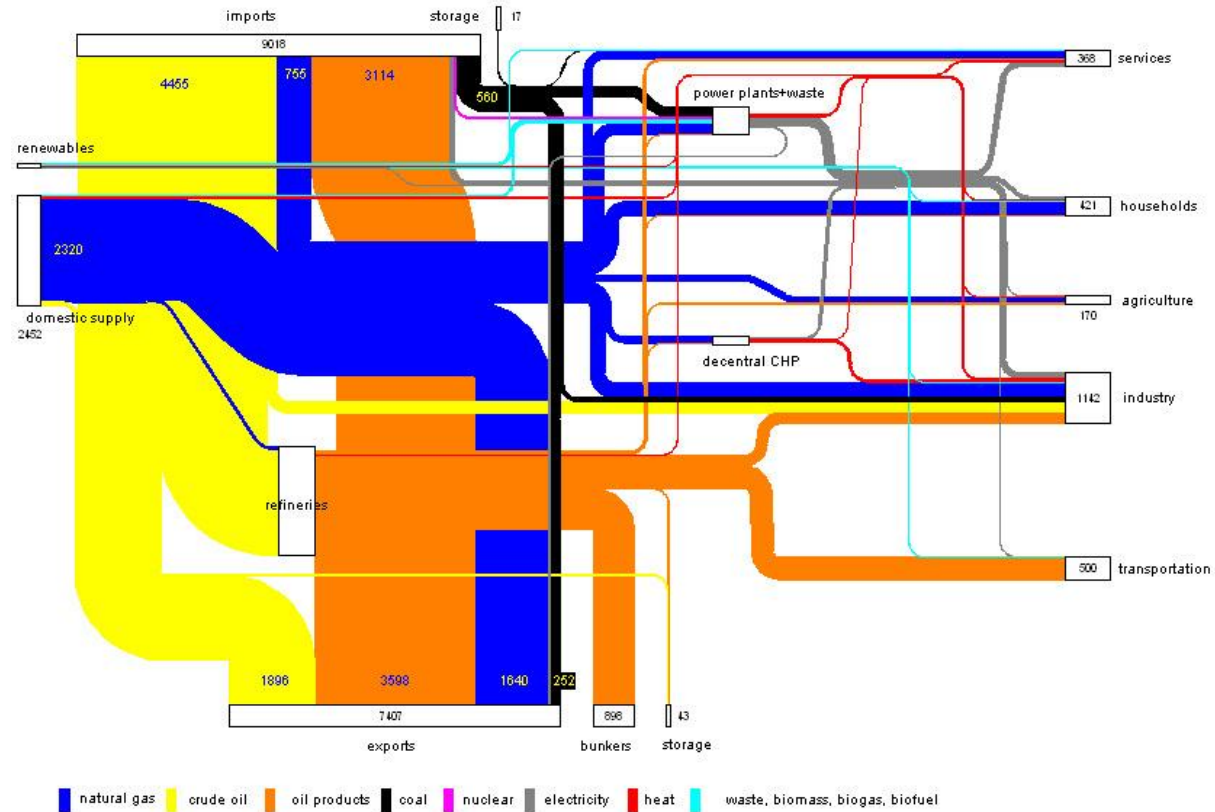 imports
storage
17
9018
4455
755
3114
560
368
services
power plants+waste
renewables
421
households
2320
170
agriculture
domestic supply
2452
decentral CHP
1142
industry
refineries
500
transportation
1896
3598
1640
252
7407
898
43
exports
bunkers
storage
natural gas
crude oil
oil products
coal
nuclear
electricity
heat
waste, biomass, biogas, biofuel